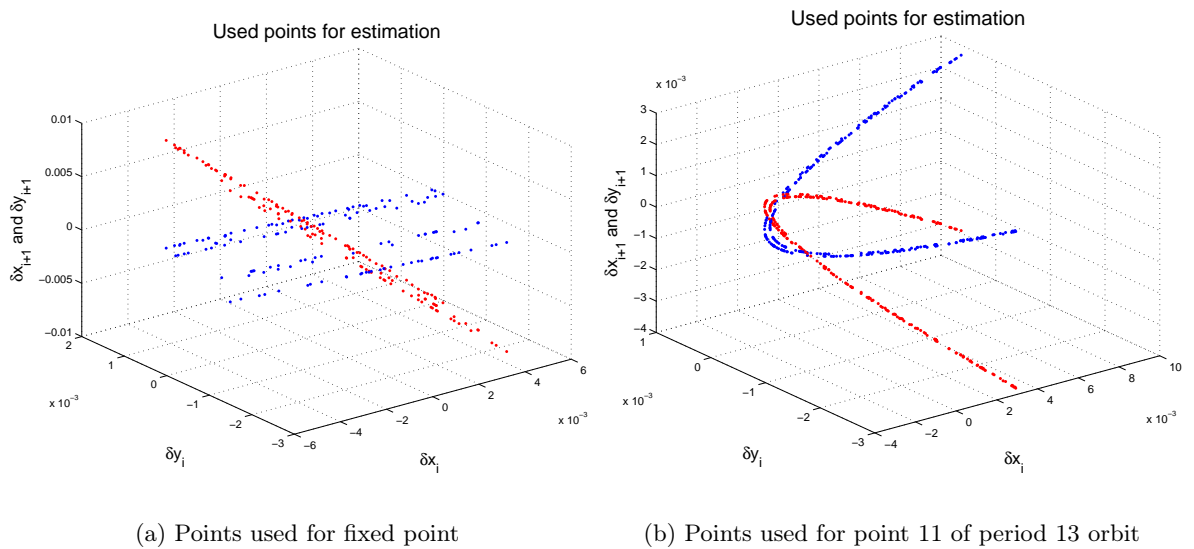 Used points for estimation
0.01
0.005
0
−0.005
−0.01
δx_{i+1} and δy_{i+1}
2
1
0
−1
−2
−3
x 10^{−3}
δy_i
−6
−4
−2
0
2
4
6
x 10^{−3}
δx_i
(a) Points used for fixed point
Used points for estimation
x 10^{−3}
3
2
1
0
−1
−2
−3
−4
δx_{i+1} and δy_{i+1}
1
0
−1
−2
−3
x 10^{−3}
δy_i
−4
−2
0
2
4
6
8
10
x 10^{−3}
δx_i
(b) Points used for point 11 of period 13 orbit